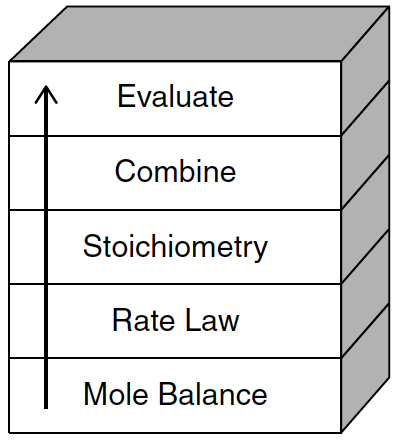 Evaluate
Combine
Stoichiometry
Rate Law
Mole Balance